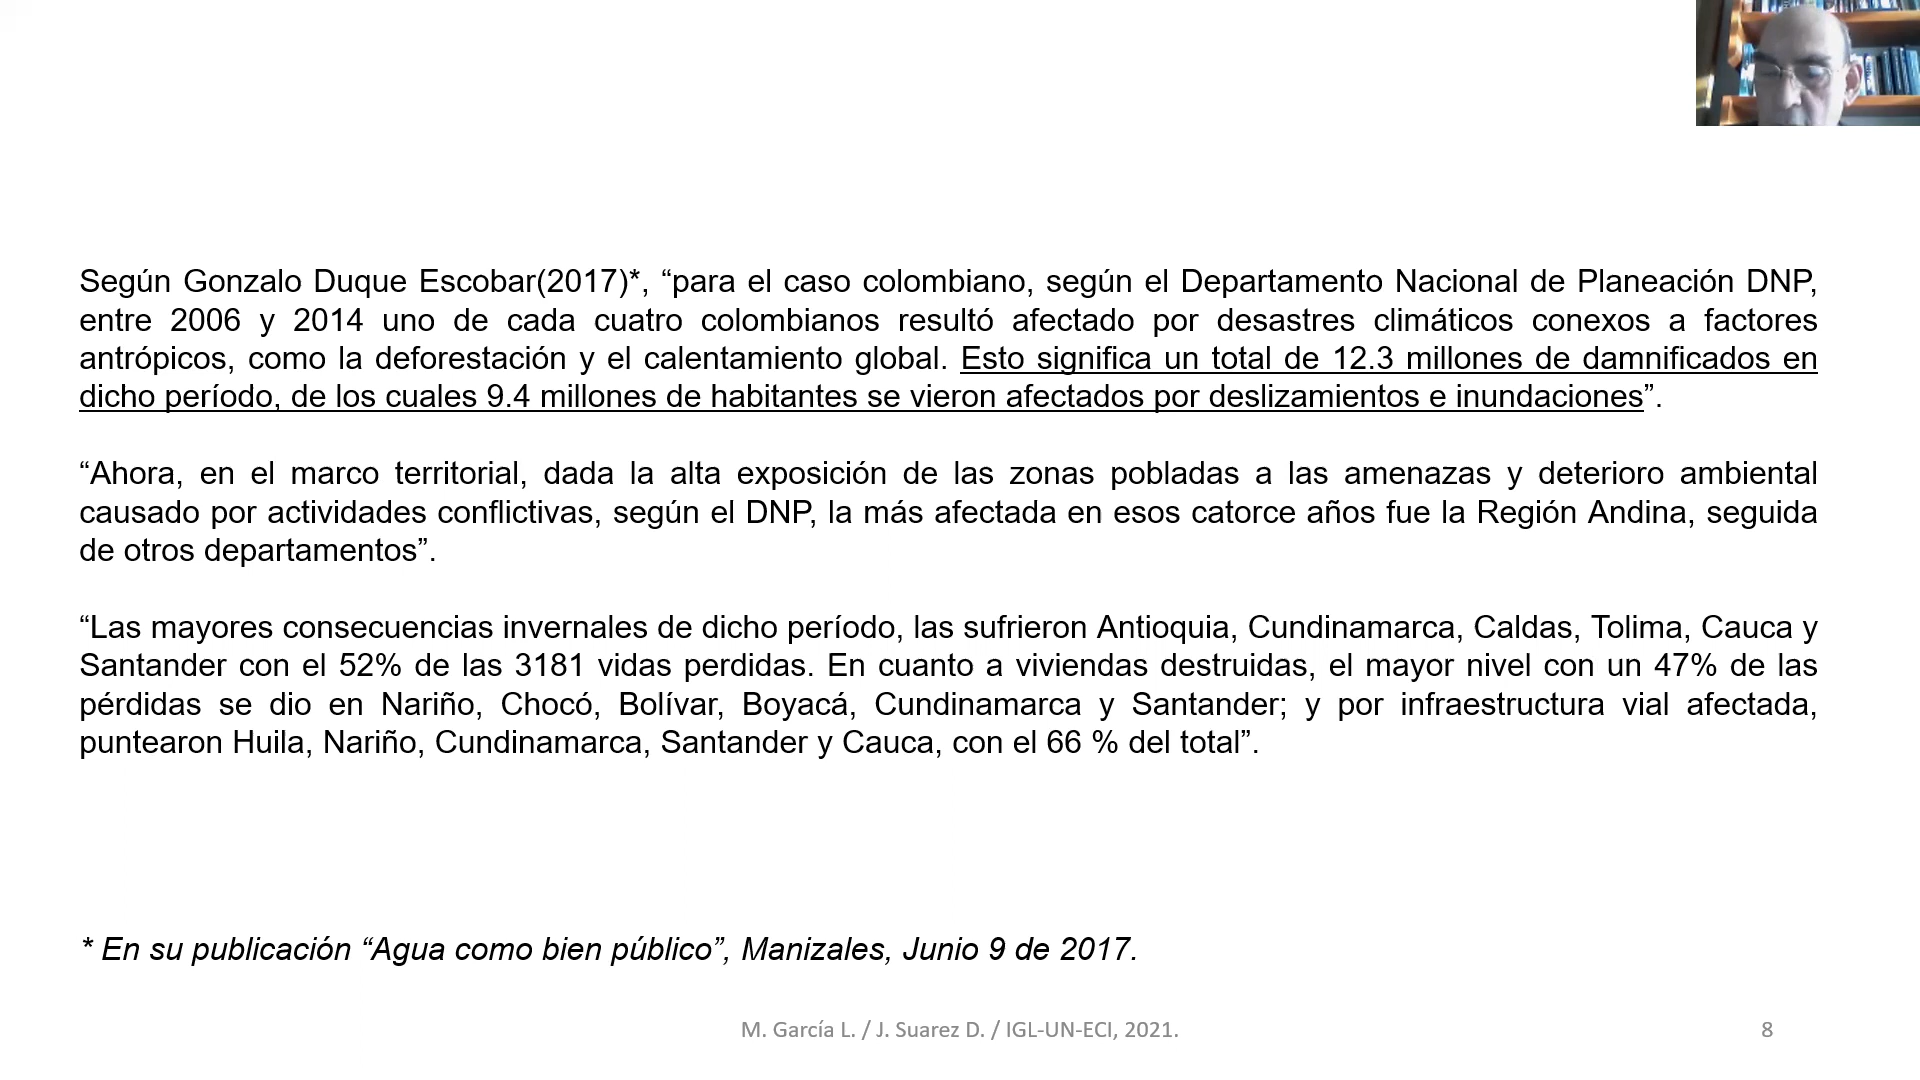 Según Gonzalo Duque Escobar(2017)*, “para el caso colombiano, según el Departamento Nacional de Planeación DNP,
entre 2006 y 2014 uno de cada cuatro colombianos resultó afectado por desastres climáticos conexos a factores
antrópicos, como la deforestación y el calentamiento global. Esto significa un total de 12.3 millones de damnificados en
dicho período, de los cuales 9.4 millones de habitantes se vieron afectados por deslizamientos e inundaciones”.
“Ahora, en el marco territorial, dada la alta exposición de las zonas pobladas a las amenazas y deterioro ambiental
causado por actividades conflictivas, según el DNP, la más afectada en esos catorce años fue la Región Andina, seguida
de otros departamentos”.
“Las mayores consecuencias invernales de dicho período, las sufrieron Antioquia, Cundinamarca, Caldas, Tolima, Cauca y
Santander con el 52% de las 3181 vidas perdidas. En cuanto a viviendas destruidas, el mayor nivel con un 47% de las
pérdidas se dio en Nariño, Chocó, Bolívar, Boyacá, Cundinamarca y Santander; y por infraestructura vial afectada,
puntearon Huila, Nariño, Cundinamarca, Santander y Cauca, con el 66 % del total”.
* En su publicación “Agua como bien público”, Manizales, Junio 9 de 2017.
M. García L. / J. Suarez D. / IGL-UN-ECI, 2021.
8